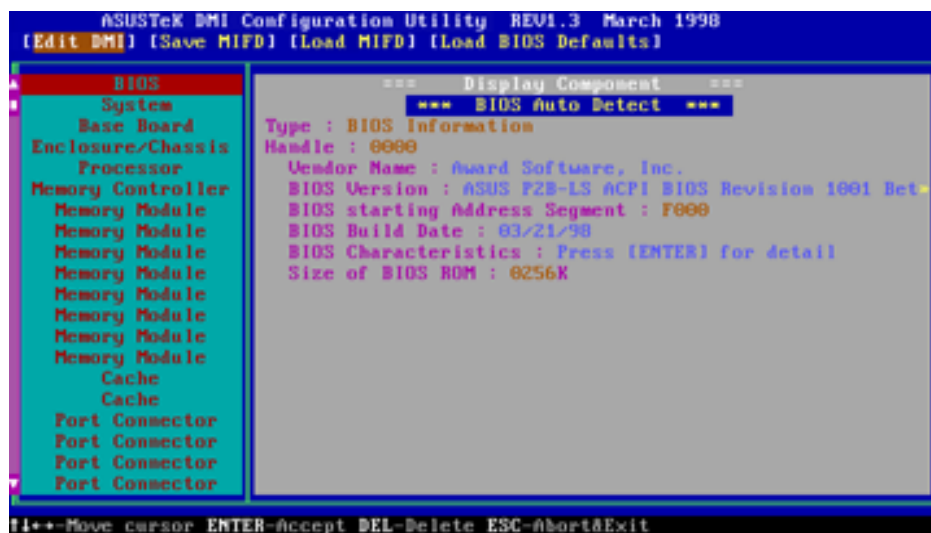 ASUSTeK DMI Configuration Utility REV1.3 March 1998
[Edit DMI] [Save MIFD] [Load MIFD] [Load BIOS Defaults]
BIOS
System
Base Board
Enclosure/Chassis
Processor
Memory Controller
Memory Module
Memory Module
Memory Module
Memory Module
Memory Module
Memory Module
Memory Module
Memory Module
Cache
Cache
Port Connector
Port Connector
Port Connector
Port Connector
=== Display Component ===
*** BIOS Auto Detect ***
Type : BIOS Information
Handle : 0000
Vendor Name : Award Software, Inc.
BIOS Version : ASUS P2B-LS ACPI BIOS Revision 1001 Bet
BIOS starting Address Segment : F000
BIOS Build Date : 03/21/98
BIOS Characteristics : Press [ENTER] for detail
Size of BIOS ROM : 0256K
↑↓←→-Move cursor ENTER-Accept DEL-Delete ESC-Abort&Exit